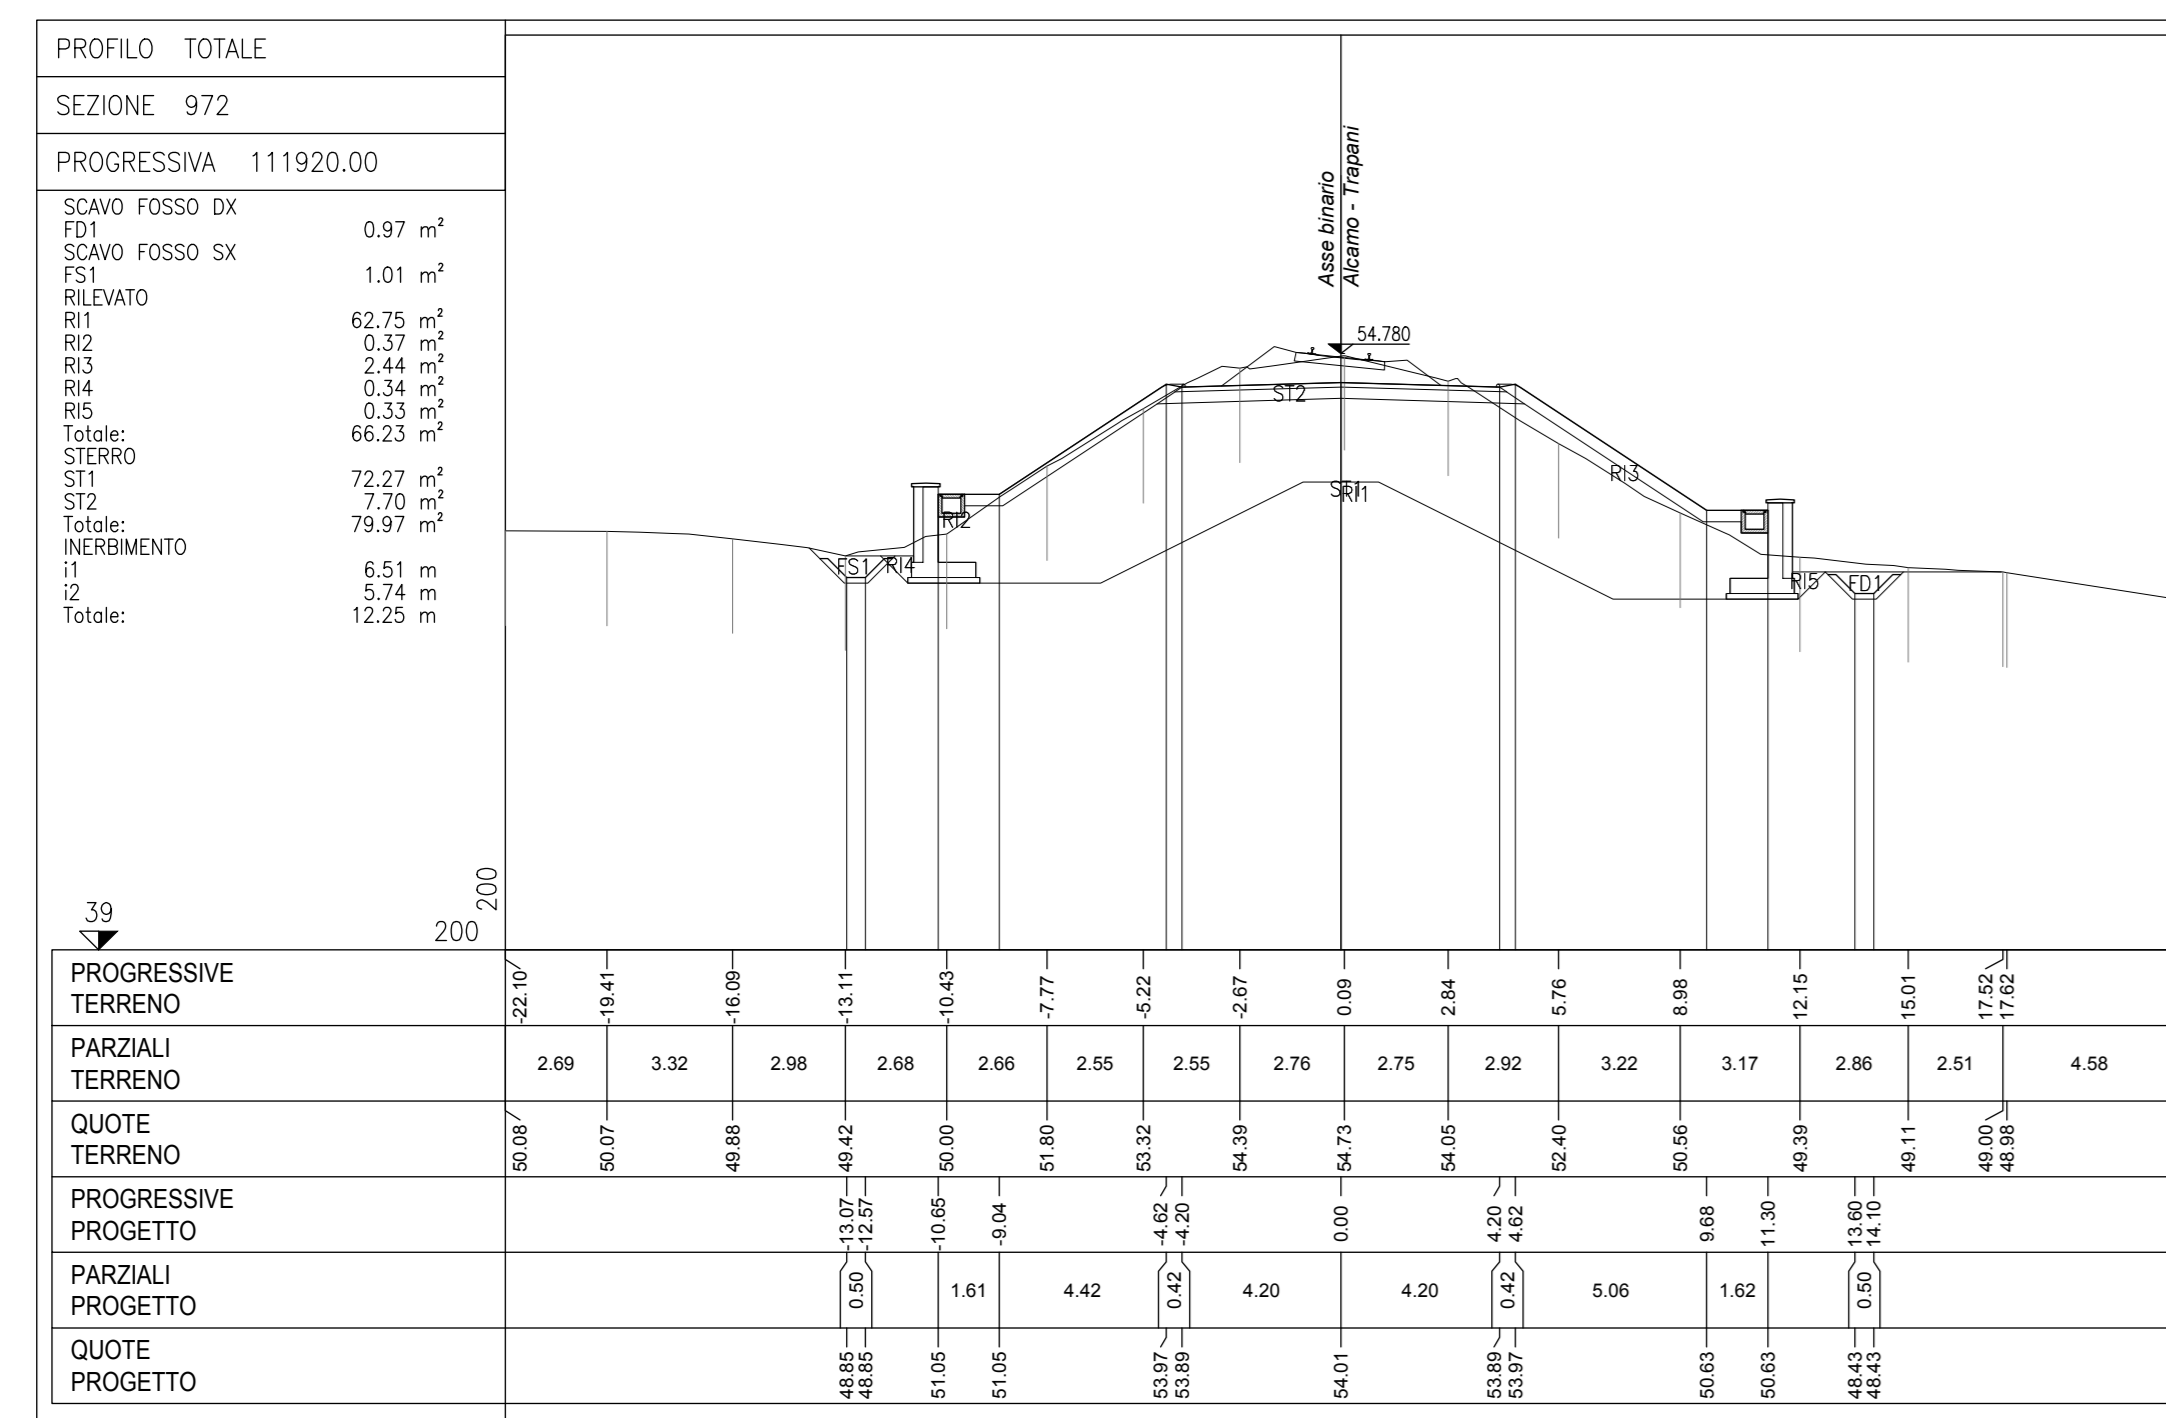 PROFILO TOTALE
SEZIONE 972
PROGRESSIVA 111920.00
SCAVO FOSSO DX
FD1 0.97 m²
SCAVO FOSSO SX
FS1 1.01 m²
RILEVATO
RI1 62.75 m²
RI2 0.37 m²
RI3 2.44 m²
RI4 0.34 m²
RI5 0.33 m²
Totale: 66.23 m²
STERRO
ST1 72.27 m²
ST2 7.70 m²
Totale: 79.97 m²
INERBIMENTO
i1 6.51 m
i2 5.74 m
Totale: 12.25 m
Asse binario
Alcamo - Trapani
54.780
ST2
RI3
ST1
RI1
RI2
FS1
RI4
RI5
FD1
39
200
200
PROGRESSIVE
TERRENO
-22.10 -19.41 -16.09 -13.11 -10.43 -7.77 -5.22 -2.67 0.09 2.84 5.76 8.98 12.15 15.01 17.52 17.62
PARZIALI
TERRENO
2.69 3.32 2.98 2.68 2.66 2.55 2.55 2.76 2.75 2.92 3.22 3.17 2.86 2.51 4.58
QUOTE
TERRENO
50.08 50.07 49.88 49.42 50.00 51.80 53.32 54.39 54.73 54.05 52.40 50.56 49.39 49.11 49.00 48.98
PROGRESSIVE
PROGETTO
-13.07 -12.57 -10.65 -9.04 -4.62 -4.20 0.00 4.20 4.62 9.68 11.30 13.60 14.10
PARZIALI
PROGETTO
0.50 1.61 4.42 0.42 4.20 4.20 0.42 5.06 1.62 0.50
QUOTE
PROGETTO
48.85 48.85 51.05 51.05 53.97 53.89 54.01 53.89 53.97 50.63 50.63 48.43 48.43